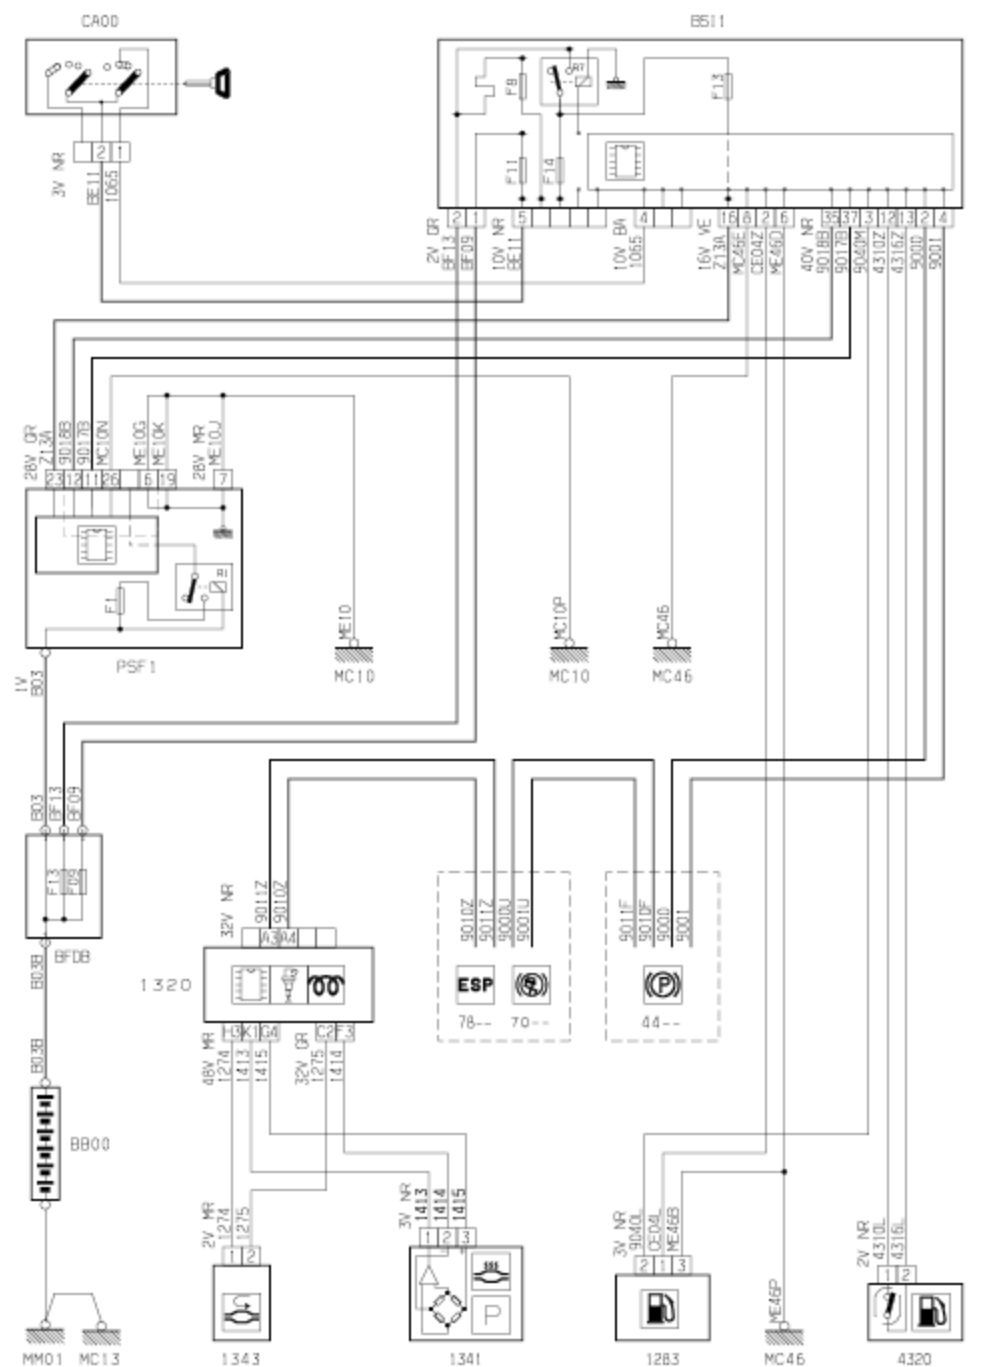 CA00
BSI1
3V NR
2
1
BE11
1065
F8
R7
F13
F11
F14
2V GR
2
1
BF13
BF09
10V NR
5
BE11
10V BA
4
1065
16V VE
16
8
2
6
Z13A
MC46E
CE04Z
ME46D
40V NR
35
37
3
12
13
2
4
9018B
9017B
9040M
4310Z
4316Z
9000
9001
28V GR
Z13A
9018B
9017B
MC10N
ME10G
ME10K
28V MR
ME10J
23
12
11
26
6
19
7
R1
F1
PSF1
1V
B03
ME10
MC10
MC10P
MC10
MC46
MC46
B03
BF13
BF09
F13
F09
BFDB
B03B
B03B
BB00
MM01
MC13
32V NR
9011Z
9010Z
A3
A4
1320
H3
K1
G4
C2
F3
48V MR
1274
1413
1415
32V GR
1275
1414
9010Z
9011Z
9000U
9001U
ESP
78--
70--
9011F
9010F
9000
9001
P
44--
2V MR
1274
1275
1
2
1343
3V NR
1413
1414
1415
1
2
3
P
1341
3V NR
9040L
CE04L
ME46B
2
1
3
1283
ME46P
MC46
2V NR
4310L
4316L
1
2
4320